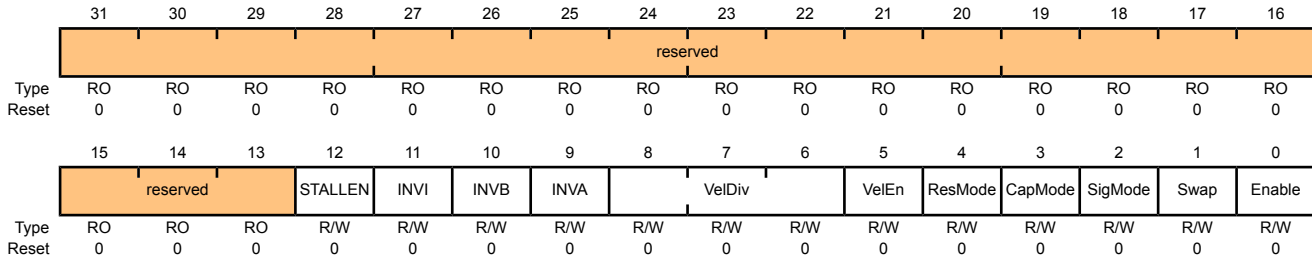 31 30 29 28 27 26 25 24 23 22 21 20 19 18 17 16
reserved
Type RO RO RO RO RO RO RO RO RO RO RO RO RO RO RO RO
Reset 0 0 0 0 0 0 0 0 0 0 0 0 0 0 0 0
15 14 13 12 11 10 9 8 7 6 5 4 3 2 1 0
reserved STALLEN INVI INVB INVA VelDiv VelEn ResMode CapMode SigMode Swap Enable
Type RO RO RO R/W R/W R/W R/W R/W R/W R/W R/W R/W R/W R/W R/W R/W
Reset 0 0 0 0 0 0 0 0 0 0 0 0 0 0 0 0